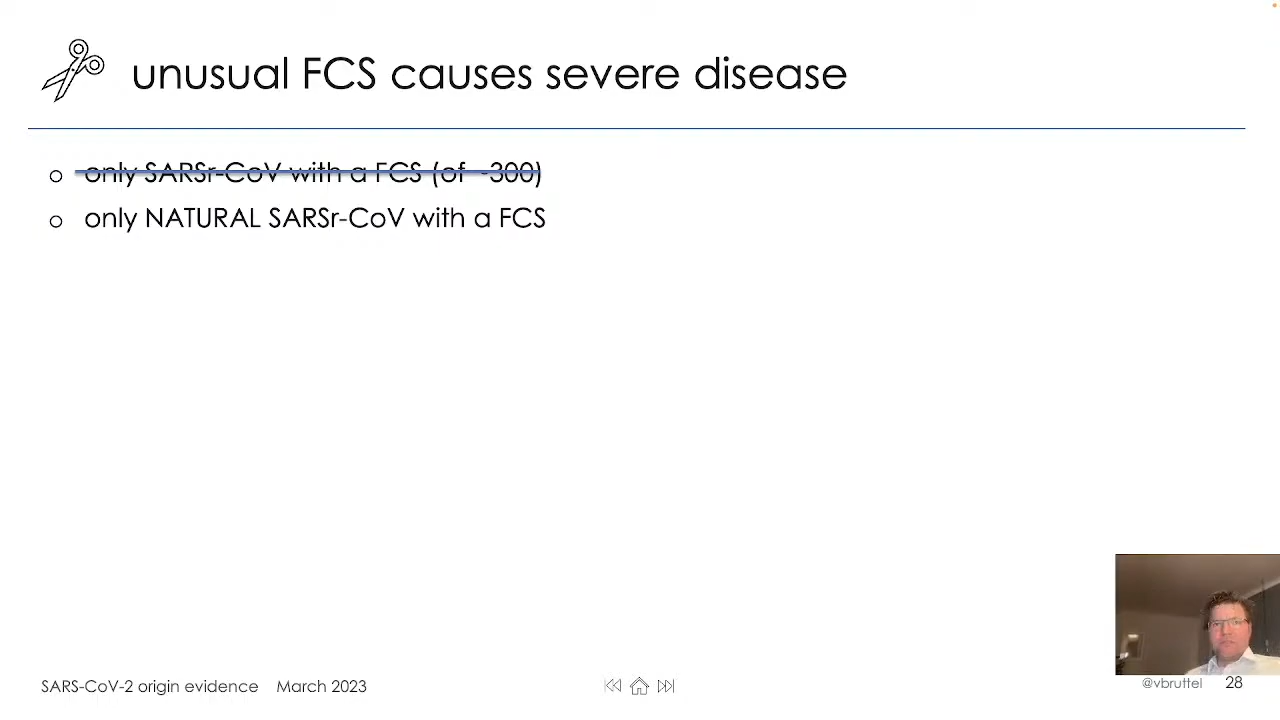 unusual FCS causes severe disease
only SARSr-CoV with a FCS (of ~300)
only NATURAL SARSr-CoV with a FCS
SARS-CoV-2 origin evidence March 2023
@vbruttel 28